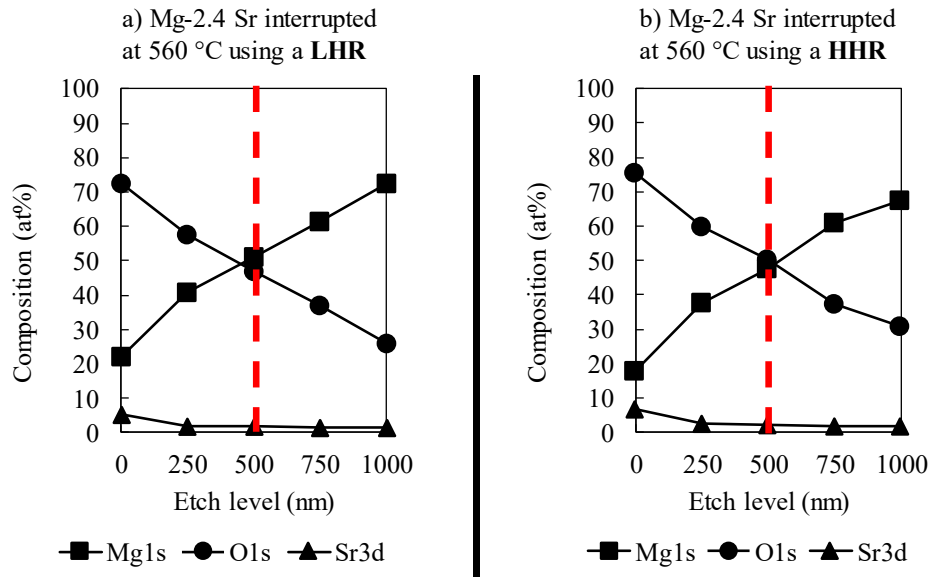 a) Mg-2.4 Sr interrupted
at 560 °C using a LHR
100
90
80
70
60
50
40
30
20
10
0
Composition (at%)
0 250 500 750 1000
Etch level (nm)
Mg1s O1s Sr3d
b) Mg-2.4 Sr interrupted
at 560 °C using a HHR
100
90
80
70
60
50
40
30
20
10
0
Composition (at%)
0 250 500 750 1000
Etch level (nm)
Mg1s O1s Sr3d